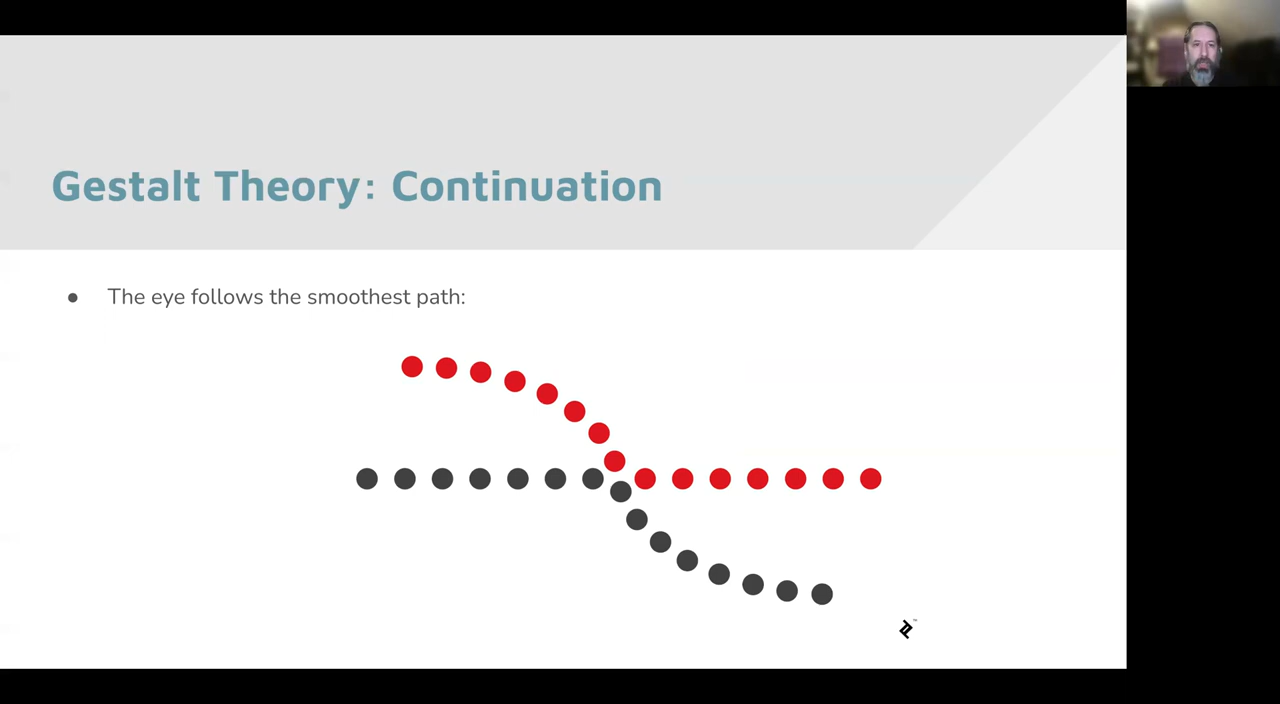 Gestalt Theory: Continuation
● The eye follows the smoothest path: